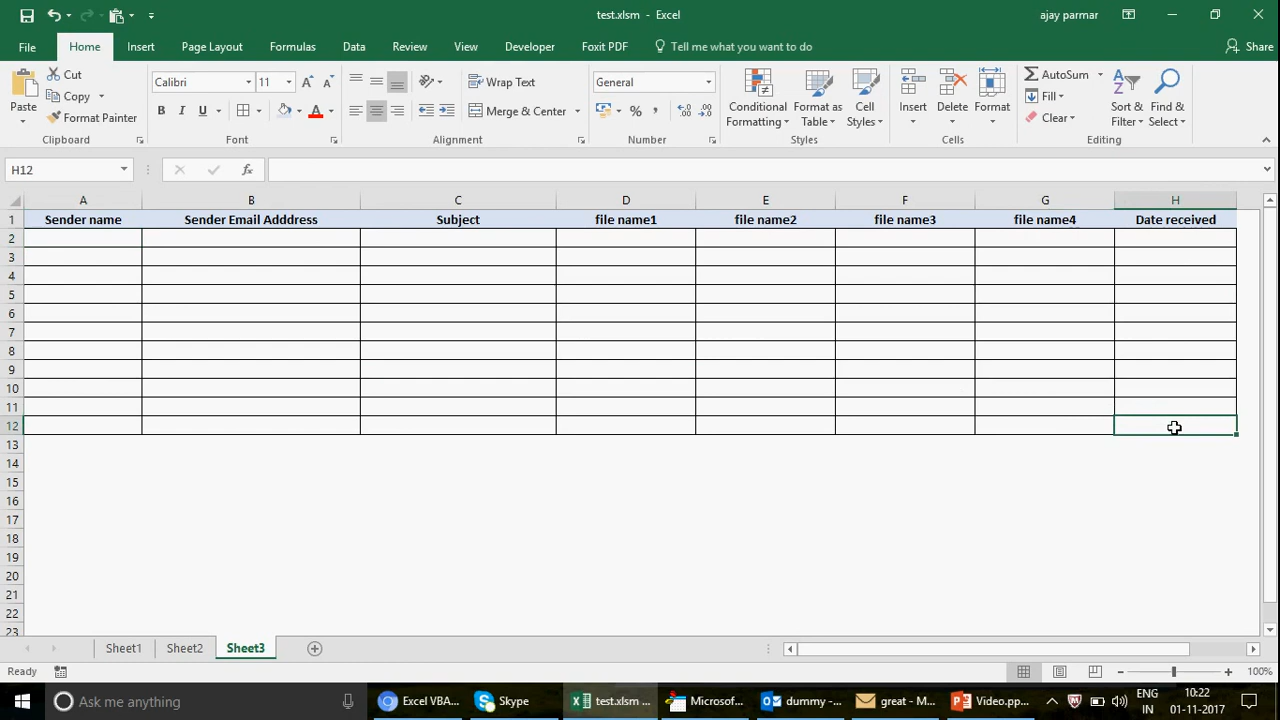 test.xlsm - Excel
ajay parmar
File Home Insert Page Layout Formulas Data Review View Developer Foxit PDF Tell me what you want to do Share
Paste
Cut
Copy
Format Painter
Clipboard
Calibri 11
B I U
Font
Wrap Text
Merge & Center
Alignment
General
% ,
Number
Conditional Formatting
Format as Table
Cell Styles
Styles
Insert Delete Format
Cells
AutoSum
Fill
Clear
Sort & Filter
Find & Select
Editing
H12 fx
A B C D E F G H
1 Sender name Sender Email Adddress Subject file name1 file name2 file name3 file name4 Date received
2
3
4
5
6
7
8
9
10
11
12
13
14
15
16
17
18
19
20
21
22
23
Sheet1 Sheet2 Sheet3
Ready 100%
Ask me anything
Excel VBA... Skype test.xlsm ... Microsof... dummy -... great - M... Video.pp...
ENG IN
10:22
01-11-2017